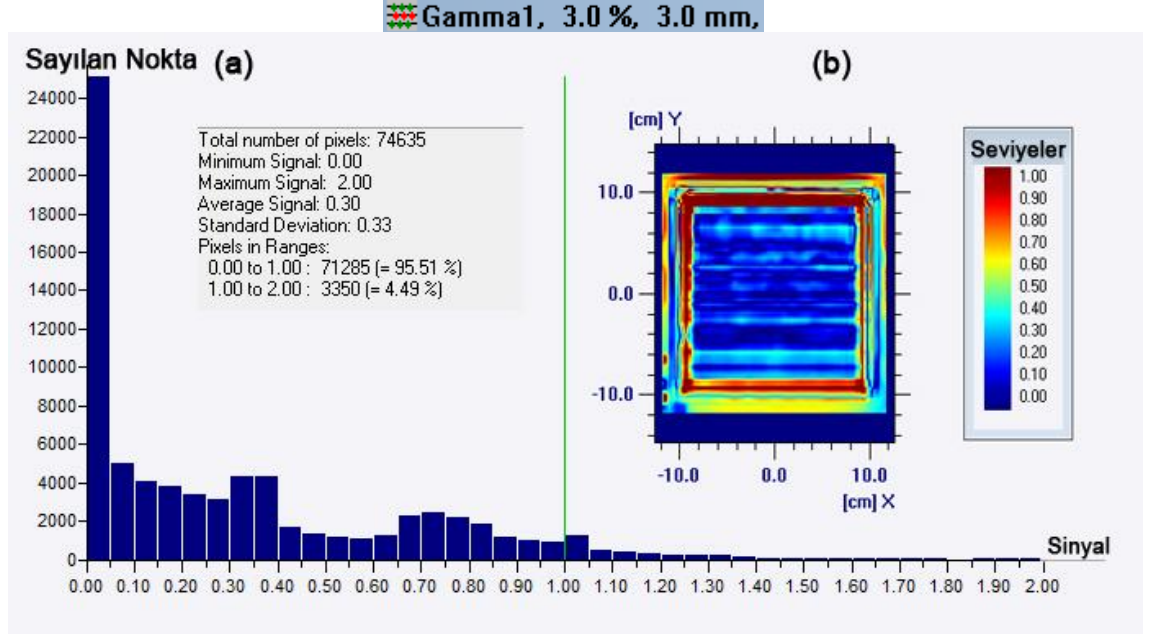 Gamma1, 3.0 %, 3.0 mm,
Sayılan Nokta (a)
24000
22000
20000
18000
16000
14000
12000
10000
8000
6000
4000
2000
0
Total number of pixels: 74635
Minimum Signal: 0.00
Maximum Signal: 2.00
Average Signal: 0.30
Standard Deviation: 0.33
Pixels in Ranges:
0.00 to 1.00 : 71285 (= 95.51 %)
1.00 to 2.00 : 3350 (= 4.49 %)
0.00 0.10 0.20 0.30 0.40 0.50 0.60 0.70 0.80 0.90 1.00 1.10 1.20 1.30 1.40 1.50 1.60 1.70 1.80 1.90 2.00
Sinyal
(b)
[cm] Y
10.0
0.0
-10.0
-10.0 0.0 10.0
[cm] X
Seviyeler
1.00
0.90
0.80
0.70
0.60
0.50
0.40
0.30
0.20
0.10
0.00